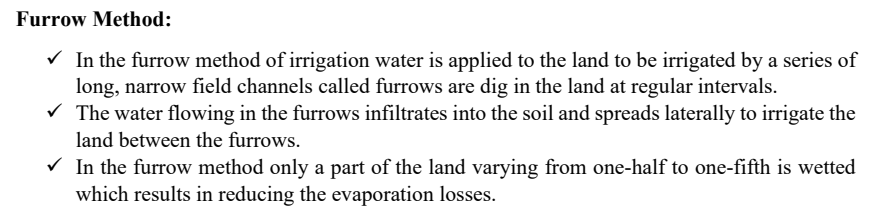 Furrow Method:
✓ In the furrow method of irrigation water is applied to the land to be irrigated by a series of
long, narrow field channels called furrows are dig in the land at regular intervals.
✓ The water flowing in the furrows infiltrates into the soil and spreads laterally to irrigate the
land between the furrows.
✓ In the furrow method only a part of the land varying from one-half to one-fifth is wetted
which results in reducing the evaporation losses.